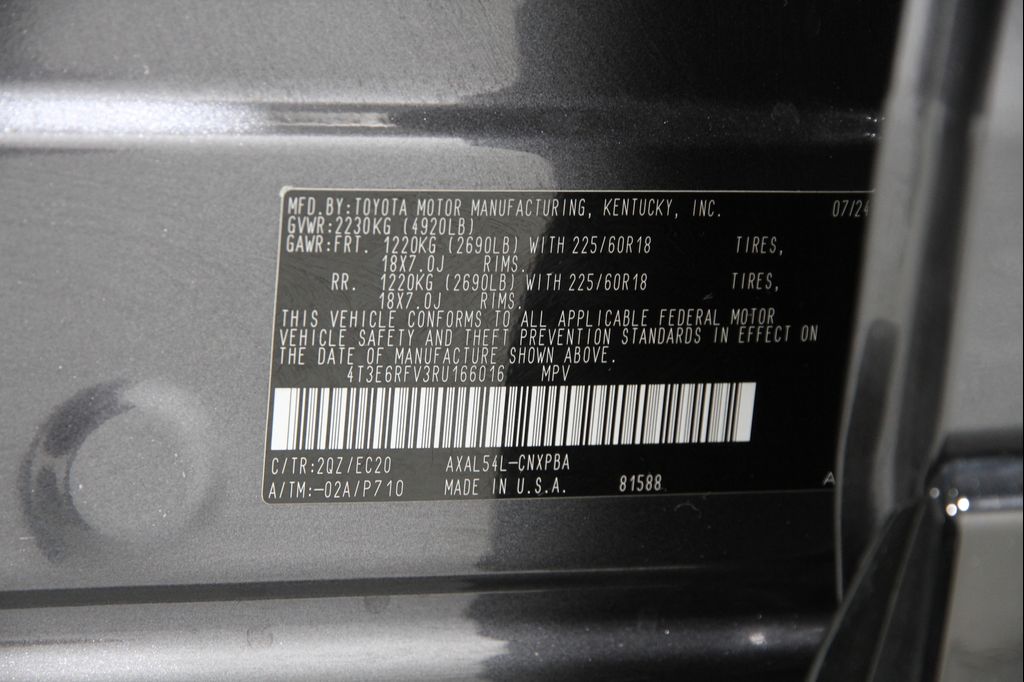 MFD.BY:TOYOTA MOTOR MANUFACTURING, KENTUCKY, INC. 07/24
GVWR:2230KG (4920LB)
GAWR:FRT. 1220KG (2690LB) WITH 225/60R18 TIRES,
18X7.0J RIMS.
RR. 1220KG (2690LB) WITH 225/60R18 TIRES,
18X7.0J RIMS.
THIS VEHICLE CONFORMS TO ALL APPLICABLE FEDERAL MOTOR
VEHICLE SAFETY AND THEFT PREVENTION STANDARDS IN EFFECT ON
THE DATE OF MANUFACTURE SHOWN ABOVE.
4T3E6RFV3RU166016 MPV
C/TR:2QZ/EC20 AXAL54L-CNXPBA
A/TM:-02A/P710 MADE IN U.S.A. 81588 A